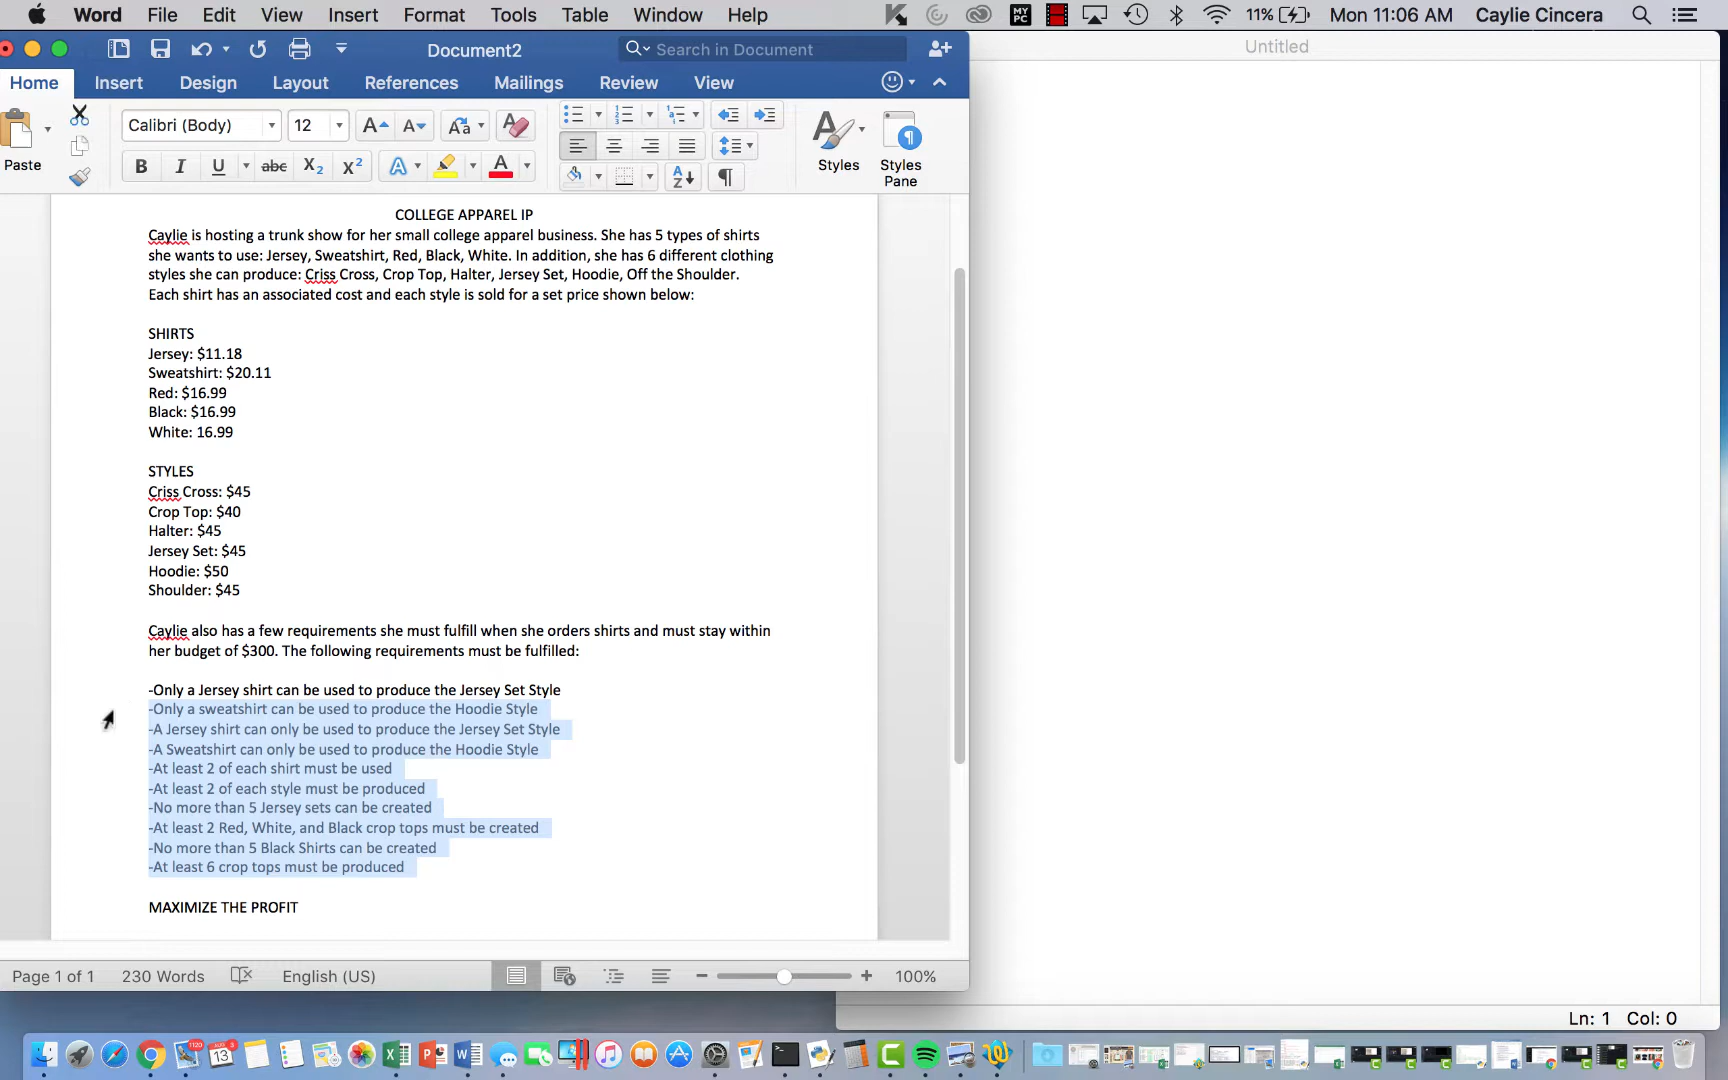 Word File Edit View Insert Format Tools Table Window Help 11% Mon 11:06 AM Caylie Cincera
Document2
Search in Document
Untitled
Home Insert Design Layout References Mailings Review View
Paste
Calibri (Body) 12
Styles
Styles Pane
COLLEGE APPAREL IP
Caylie is hosting a trunk show for her small college apparel business. She has 5 types of shirts
she wants to use: Jersey, Sweatshirt, Red, Black, White. In addition, she has 6 different clothing
styles she can produce: Criss Cross, Crop Top, Halter, Jersey Set, Hoodie, Off the Shoulder.
Each shirt has an associated cost and each style is sold for a set price shown below:
SHIRTS
Jersey: $11.18
Sweatshirt: $20.11
Red: $16.99
Black: $16.99
White: 16.99
STYLES
Criss Cross: $45
Crop Top: $40
Halter: $45
Jersey Set: $45
Hoodie: $50
Shoulder: $45
Caylie also has a few requirements she must fulfill when she orders shirts and must stay within
her budget of $300. The following requirements must be fulfilled:
-Only a Jersey shirt can be used to produce the Jersey Set Style
-Only a sweatshirt can be used to produce the Hoodie Style
-A Jersey shirt can only be used to produce the Jersey Set Style
-A Sweatshirt can only be used to produce the Hoodie Style
-At least 2 of each shirt must be used
-At least 2 of each style must be produced
-No more than 5 Jersey sets can be created
-At least 2 Red, White, and Black crop tops must be created
-No more than 5 Black Shirts can be created
-At least 6 crop tops must be produced
MAXIMIZE THE PROFIT
Page 1 of 1 230 Words English (US) 100%
Ln: 1 Col: 0